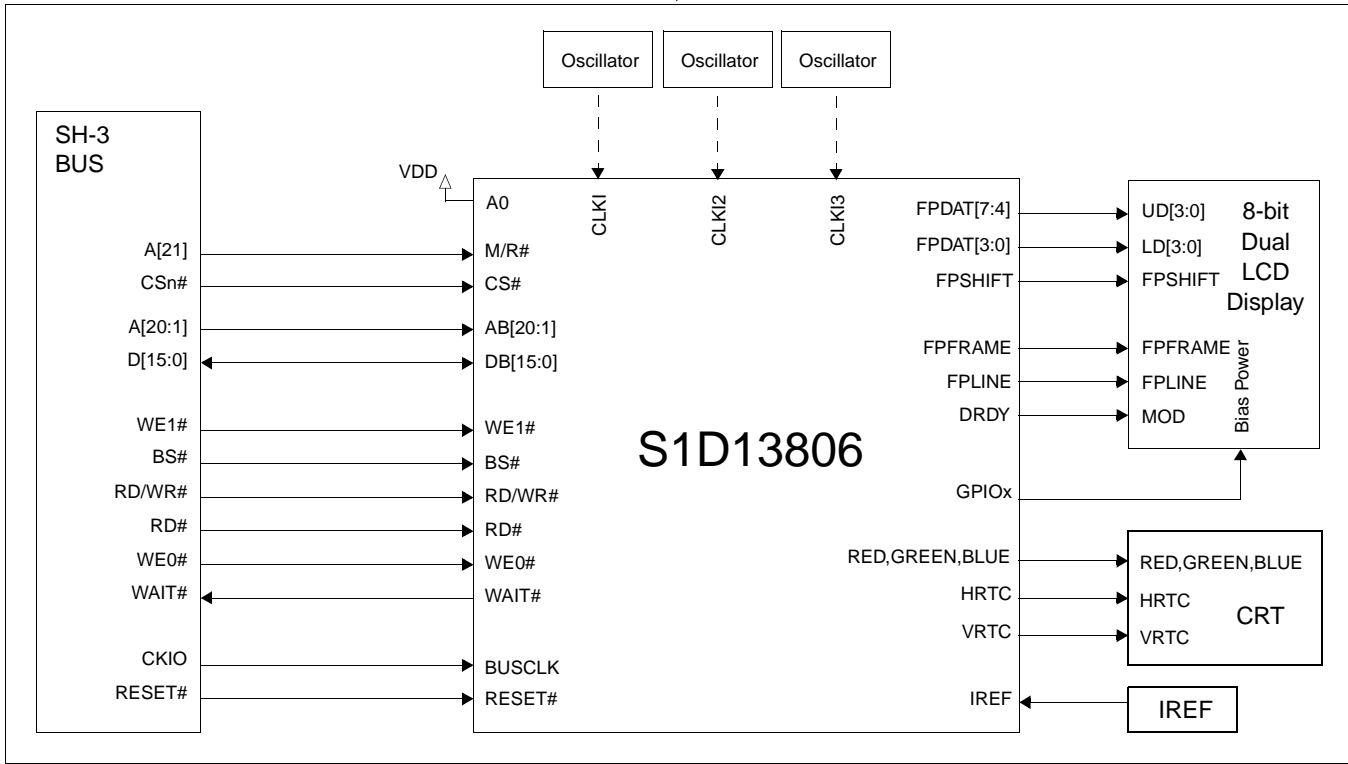 Oscillator
Oscillator
Oscillator
SH-3
BUS
A[21]
CSn#
A[20:1]
D[15:0]
WE1#
BS#
RD/WR#
RD#
WE0#
WAIT#
CKIO
RESET#
VDD
A0
M/R#
CS#
AB[20:1]
DB[15:0]
WE1#
BS#
RD/WR#
RD#
WE0#
WAIT#
BUSCLK
RESET#
CLKI
CLKI2
CLKI3
S1D13806
FPDAT[7:4]
FPDAT[3:0]
FPSHIFT
FPFRAME
FPLINE
DRDY
GPIOx
RED,GREEN,BLUE
HRTC
VRTC
IREF
UD[3:0]
LD[3:0]
FPSHIFT
FPFRAME
FPLINE
MOD
8-bit
Dual
LCD
Display
Bias Power
RED,GREEN,BLUE
HRTC
VRTC
CRT
IREF